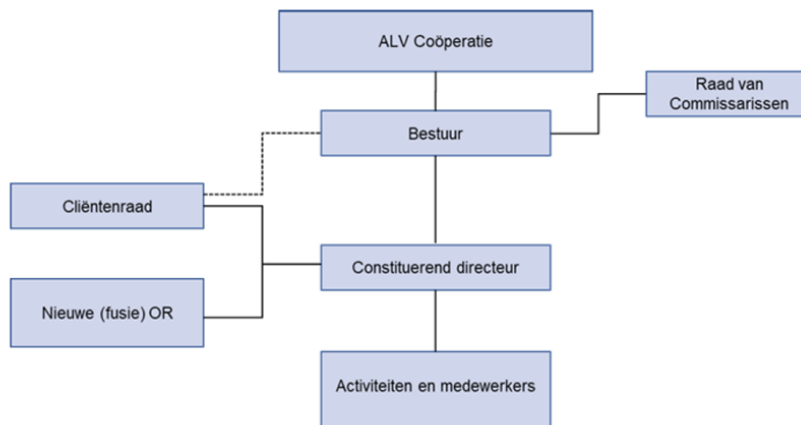 ALV Coöperatie
Raad van
Commissarissen
Bestuur
Cliëntenraad
Constituerend directeur
Nieuwe (fusie) OR
Activiteiten en medewerkers